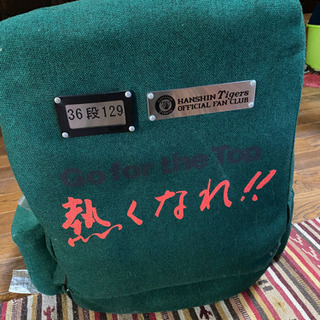 36段129
HANSHIN Tigers
OFFICIAL FAN CLUB
Go for the Top
熱くなれ!!